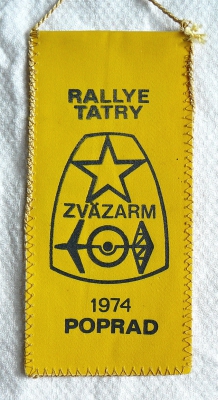 RALLYE
TATRY
ZVÄZARM
1974
POPRAD